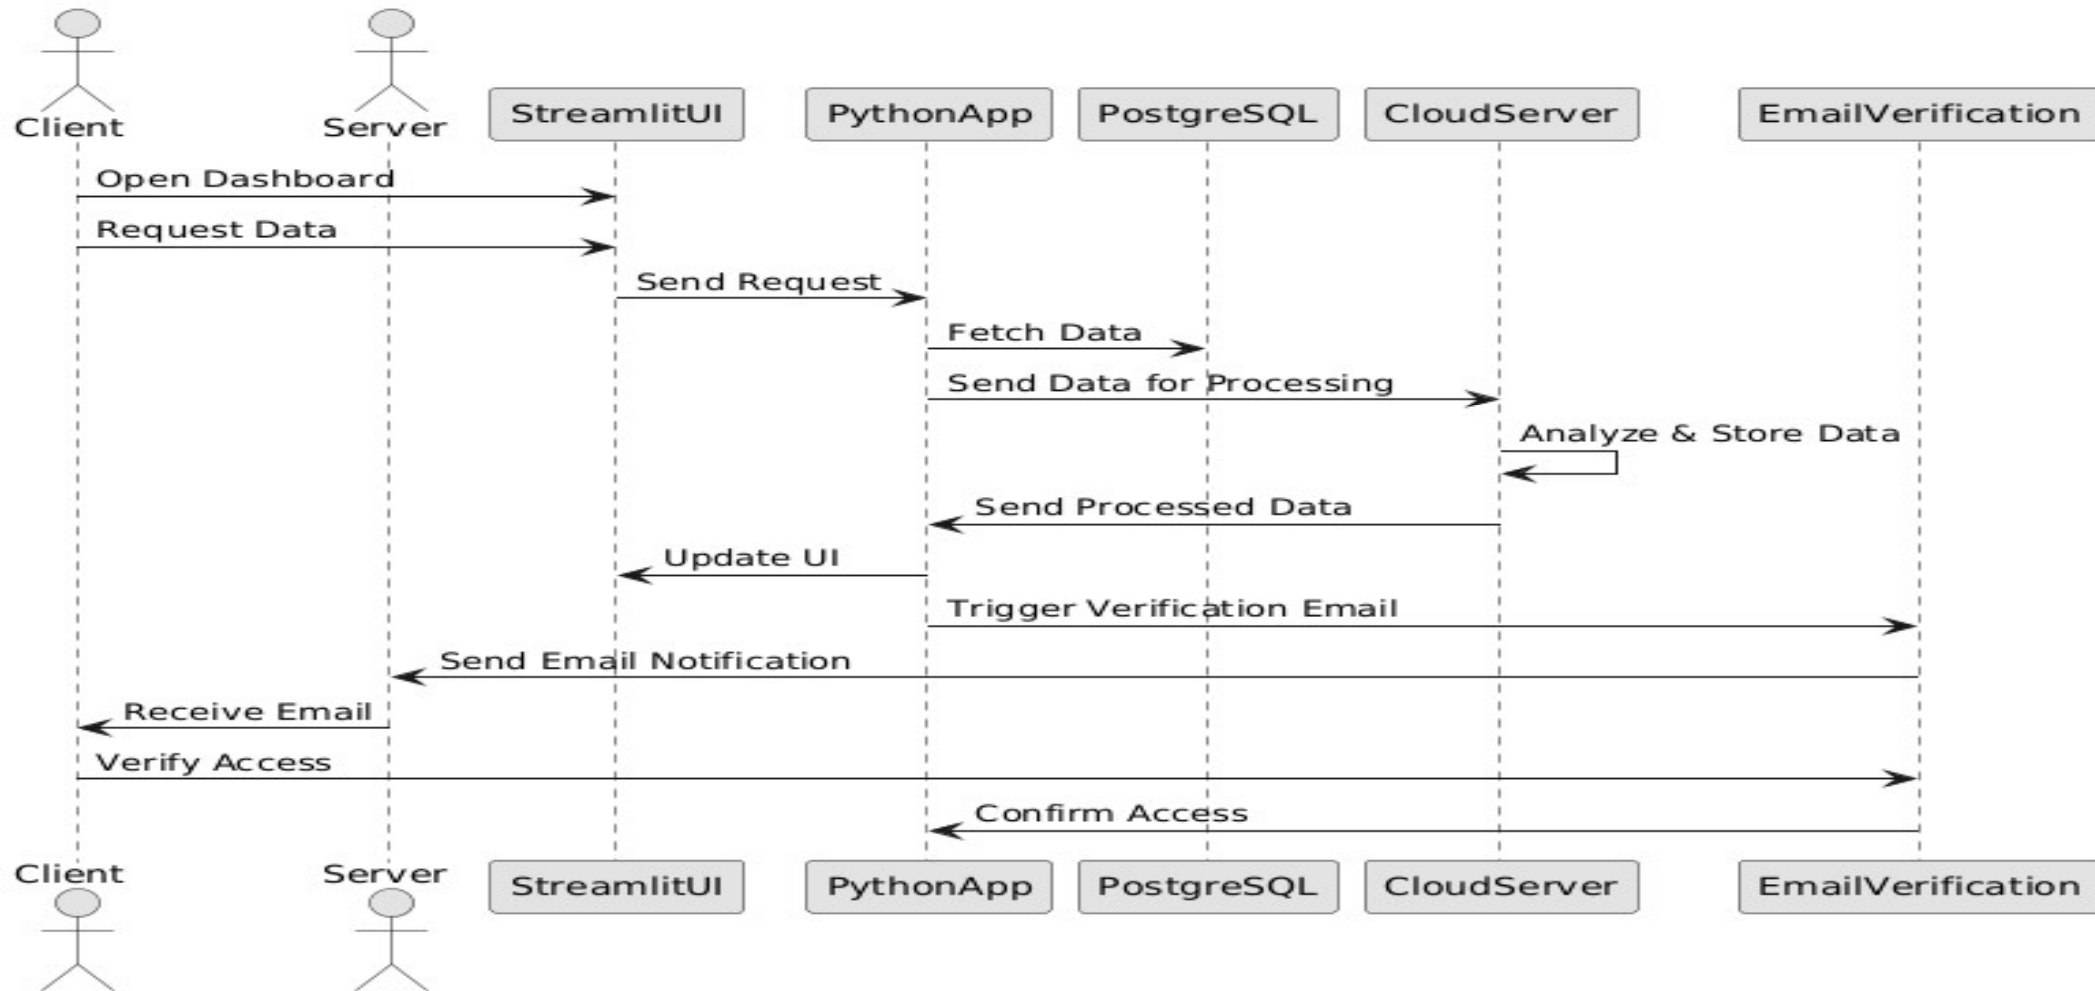 Client
Server
StreamlitUI
PythonApp
PostgreSQL
CloudServer
EmailVerification
Open Dashboard
Request Data
Send Request
Fetch Data
Send Data for Processing
Analyze & Store Data
Send Processed Data
Update UI
Trigger Verification Email
Send Email Notification
Receive Email
Verify Access
Confirm Access
Client
Server
StreamlitUI
PythonApp
PostgreSQL
CloudServer
EmailVerification